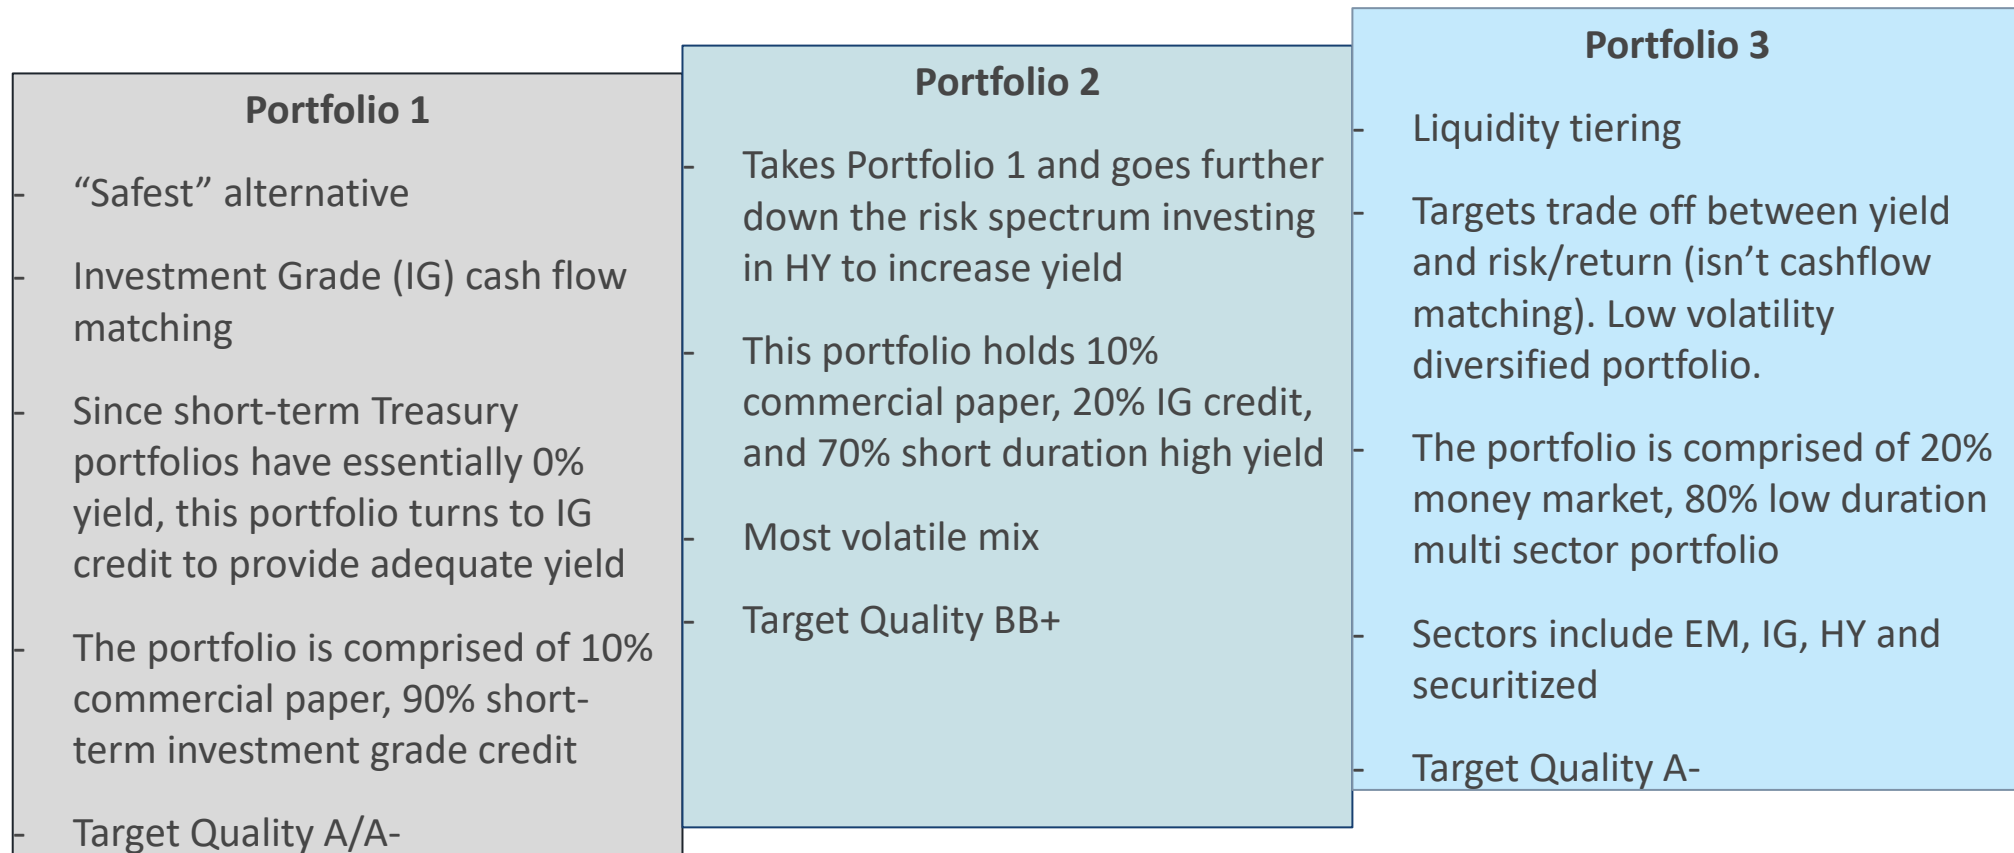 Portfolio 1
- “Safest” alternative
- Investment Grade (IG) cash flow
matching
- Since short-term Treasury
portfolios have essentially 0%
yield, this portfolio turns to IG
credit to provide adequate yield
- The portfolio is comprised of 10%
commercial paper, 90% short-
term investment grade credit
- Target Quality A/A-
Portfolio 2
- Takes Portfolio 1 and goes further
down the risk spectrum investing
in HY to increase yield
- This portfolio holds 10%
commercial paper, 20% IG credit,
and 70% short duration high yield
- Most volatile mix
- Target Quality BB+
Portfolio 3
- Liquidity tiering
- Targets trade off between yield
and risk/return (isn’t cashflow
matching). Low volatility
diversified portfolio.
- The portfolio is comprised of 20%
money market, 80% low duration
multi sector portfolio
- Sectors include EM, IG, HY and
securitized
- Target Quality A-